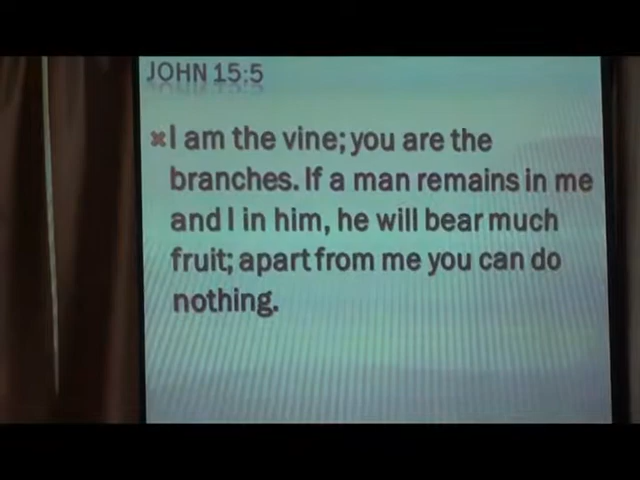 JOHN 15:5
I am the vine; you are the
branches. If a man remains in me
and I in him, he will bear much
fruit; apart from me you can do
nothing.